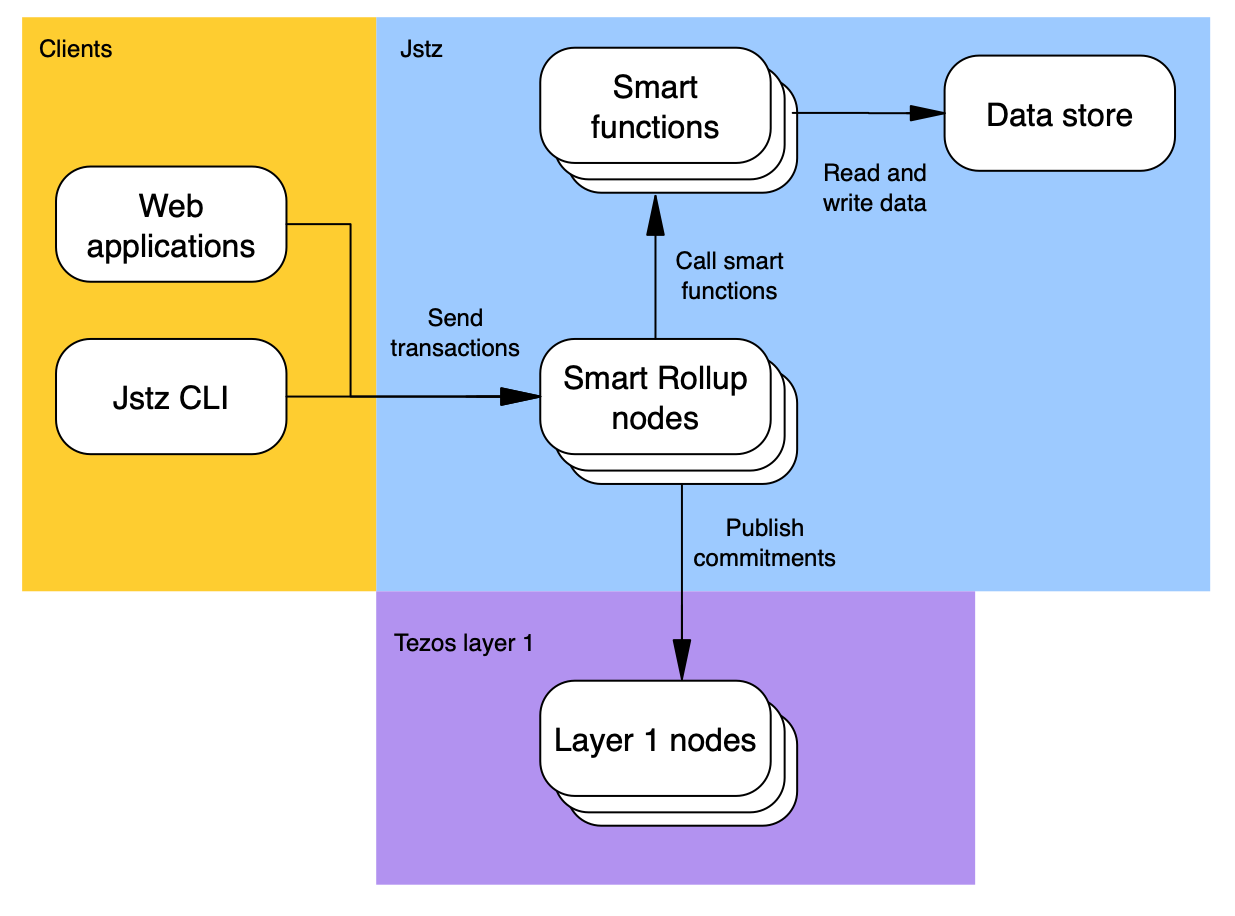 Clients
Jstz
Smart
functions
Data store
Read and
write data
Web
applications
Call smart
functions
Send
transactions
Jstz CLI
Smart Rollup
nodes
Publish
commitments
Tezos layer 1
Layer 1 nodes